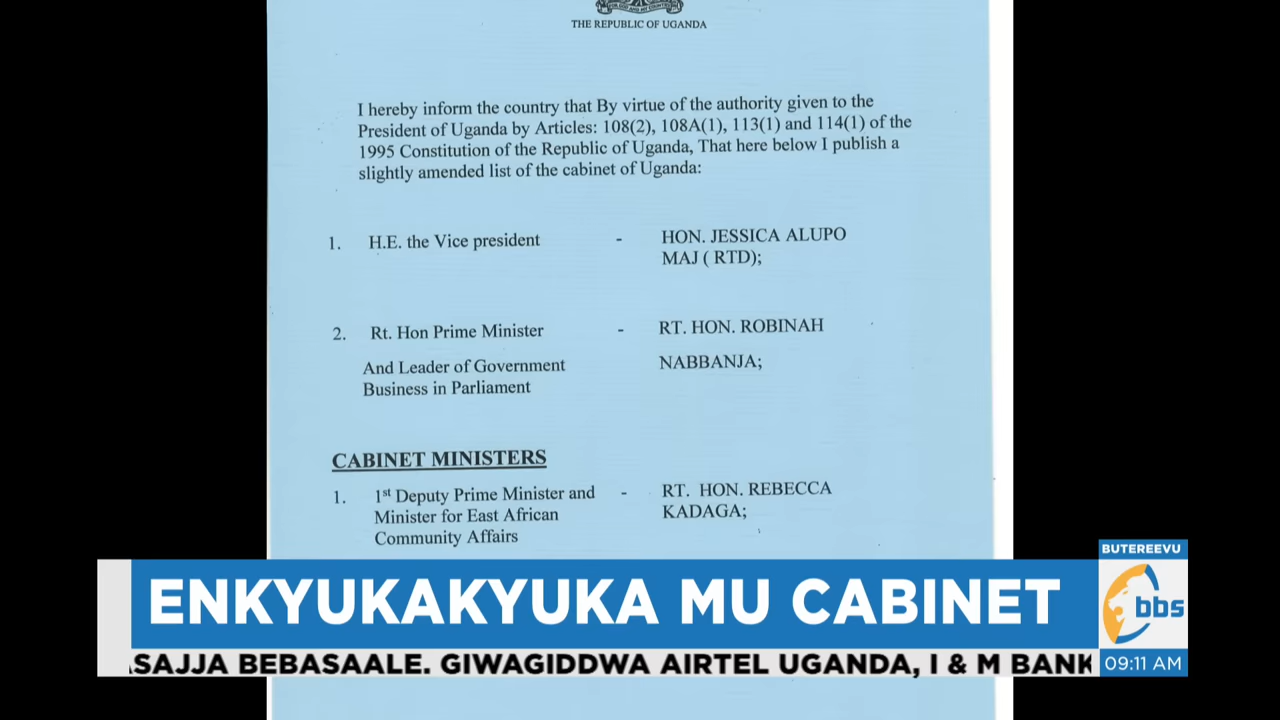 THE REPUBLIC OF UGANDA
I hereby inform the country that By virtue of the authority given to the
President of Uganda by Articles: 108(2), 108A(1), 113(1) and 114(1) of the
1995 Constitution of the Republic of Uganda, That here below I publish a
slightly amended list of the cabinet of Uganda:
1. H.E. the Vice president - HON. JESSICA ALUPO
MAJ ( RTD);
2. Rt. Hon Prime Minister - RT. HON. ROBINAH
And Leader of Government NABBANJA;
Business in Parliament
CABINET MINISTERS
1. 1st Deputy Prime Minister and - RT. HON. REBECCA
Minister for East African KADAGA;
Community Affairs
BUTEREEVU
ENKYUKAKYUKA MU CABINET
bbs
SAJJA BEBASAALE. GIWAGIDDWA AIRTEL UGANDA, I & M BANK
09:11 AM